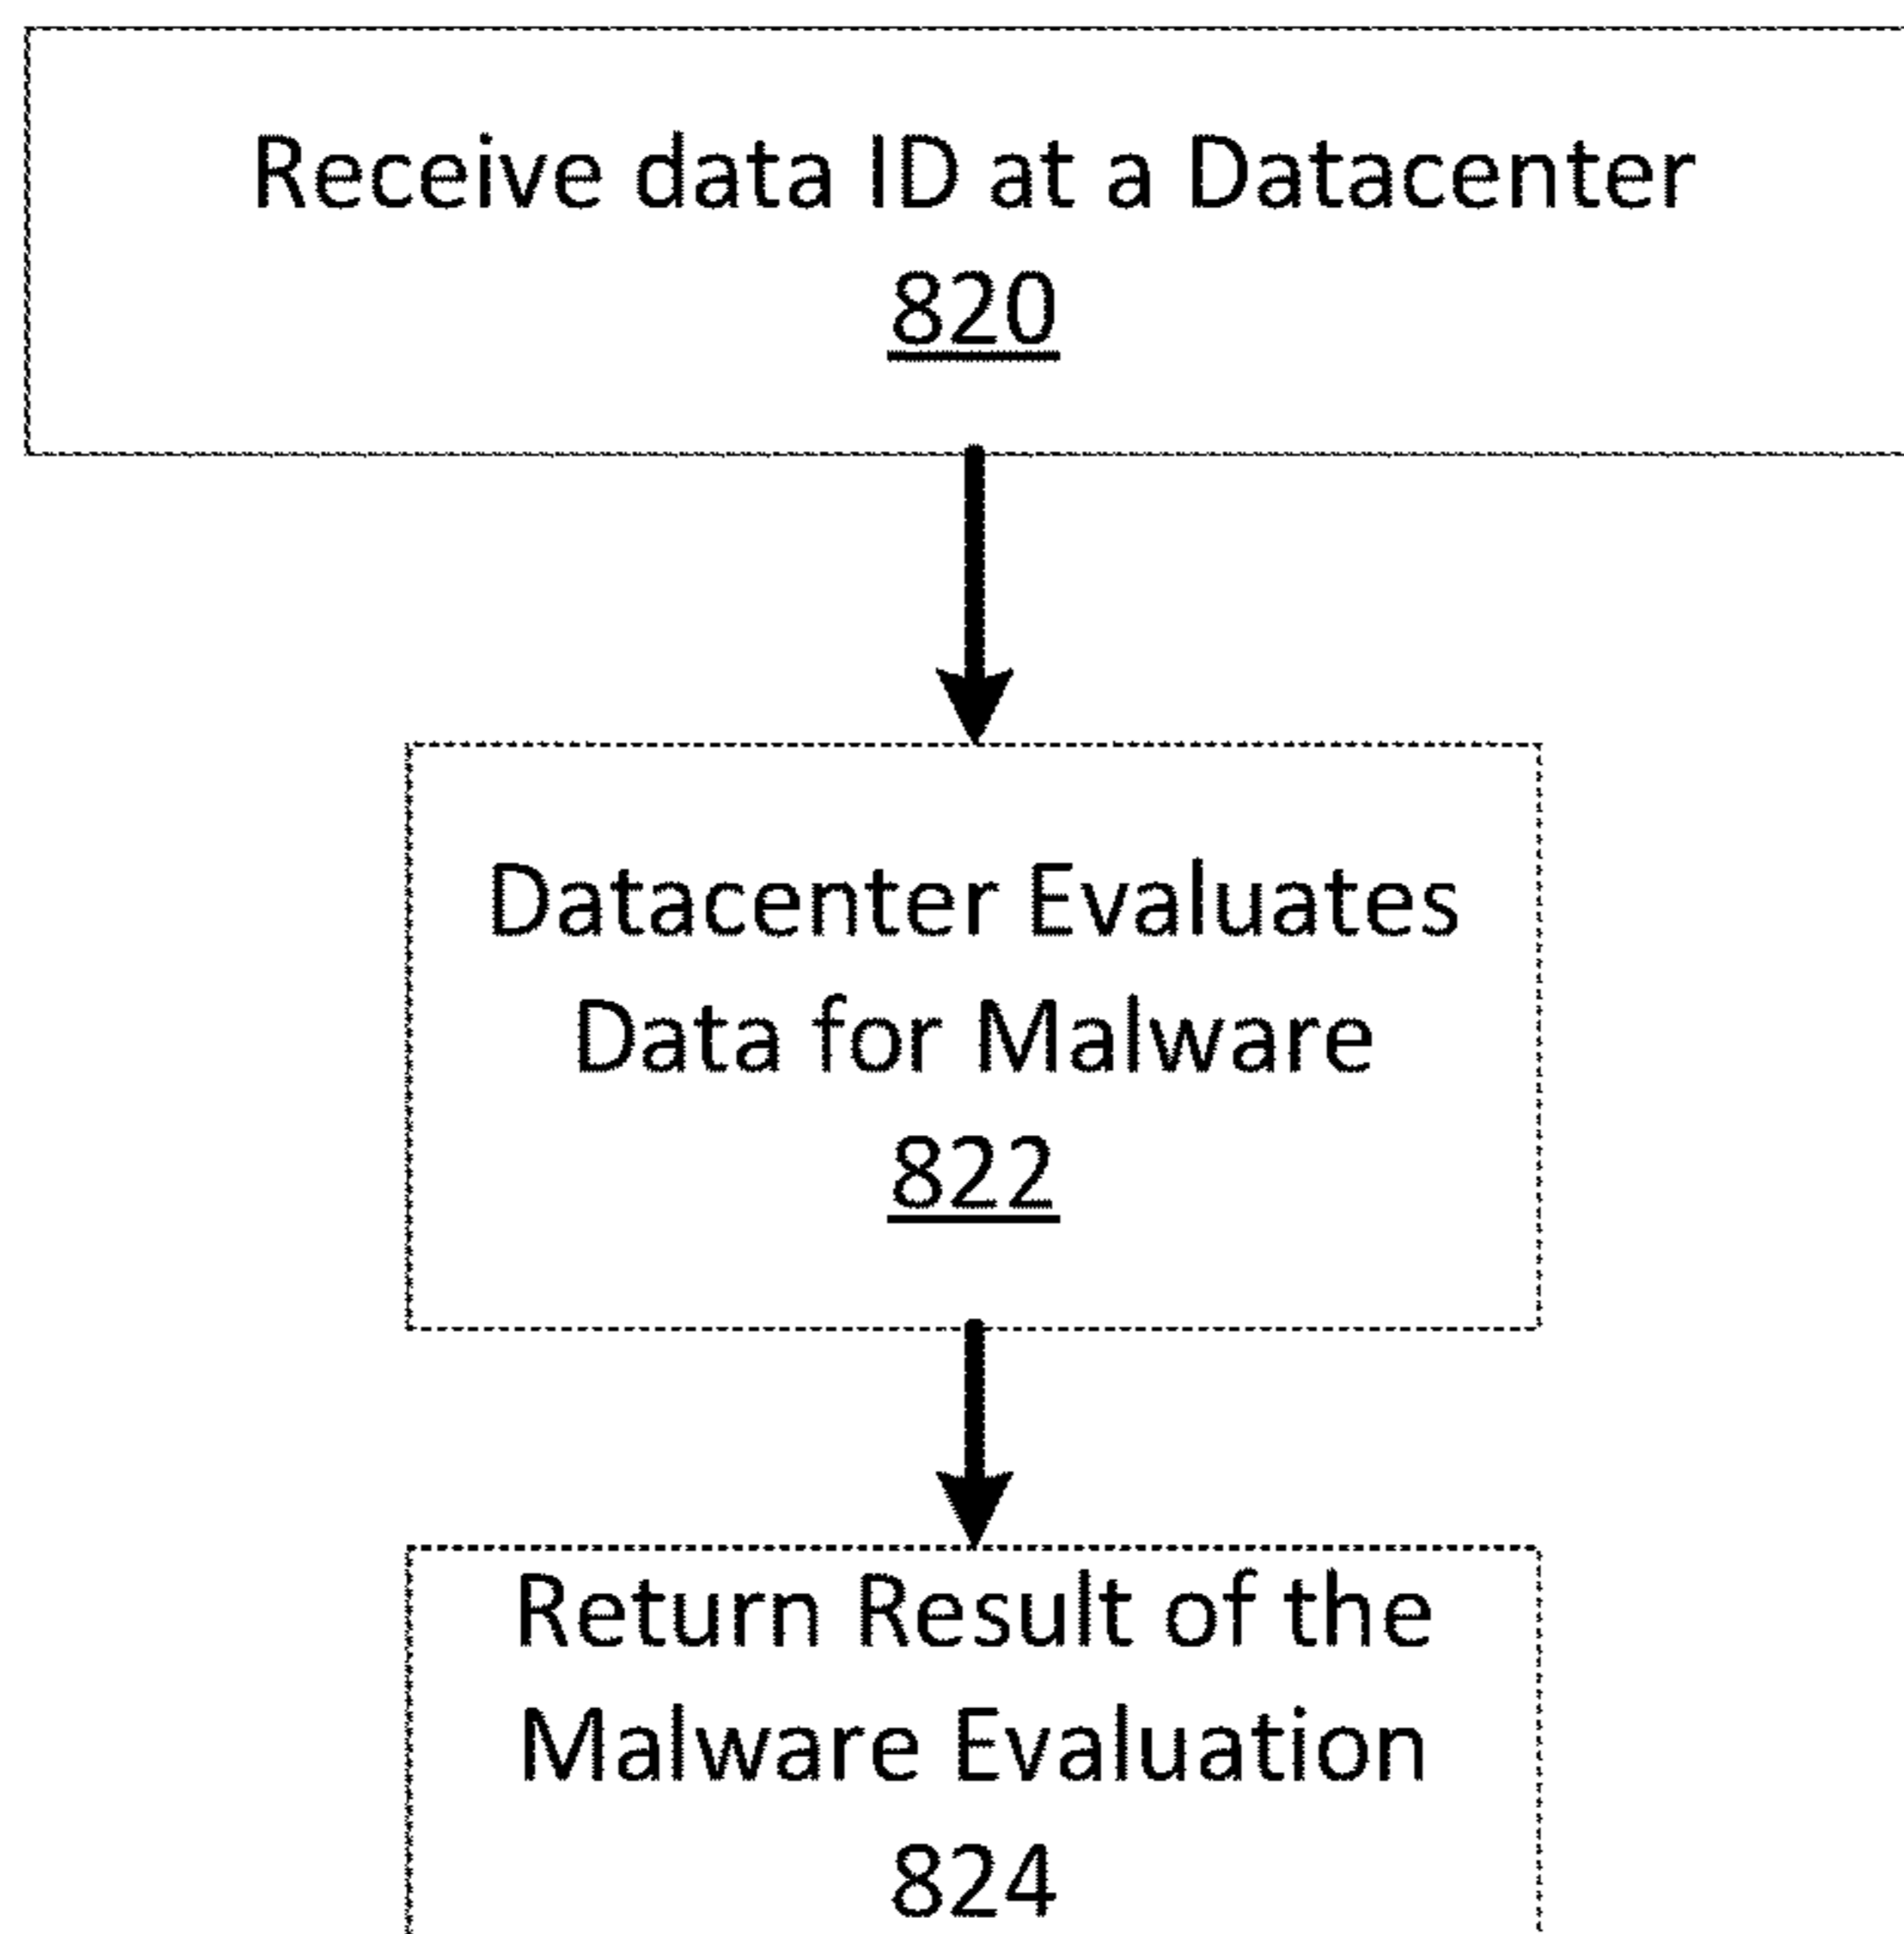 Receive data ID at a Datacenter
820
Datacenter Evaluates
Data for Malware
822
Return Result of the
Malware Evaluation
824